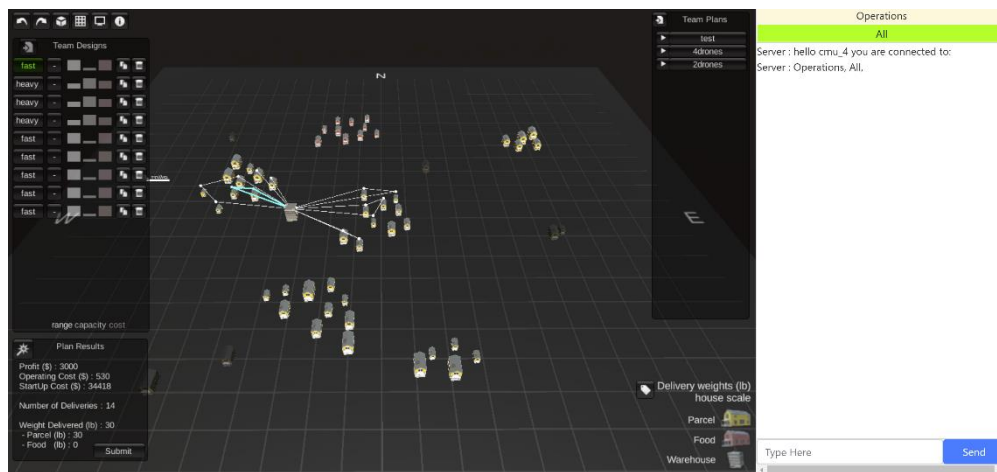 Team Designs
fast -
heavy -
heavy -
heavy -
fast -
fast -
fast -
fast -
fast -
range capacity cost
Plan Results
Profit ($) : 3000
Operating Cost ($) : 530
StartUp Cost ($) : 34418
Number of Deliveries : 14
Weight Delivered (lb) : 30
- Parcel (lb) : 30
- Food (lb) : 0
Submit
N
W
E
Team Plans
test
4drones
2drones
Delivery weights (lb)
house scale
Parcel
Food
Warehouse
Operations
All
Server : hello cmu_4 you are connected to:
Server : Operations, All,
Type Here
Send